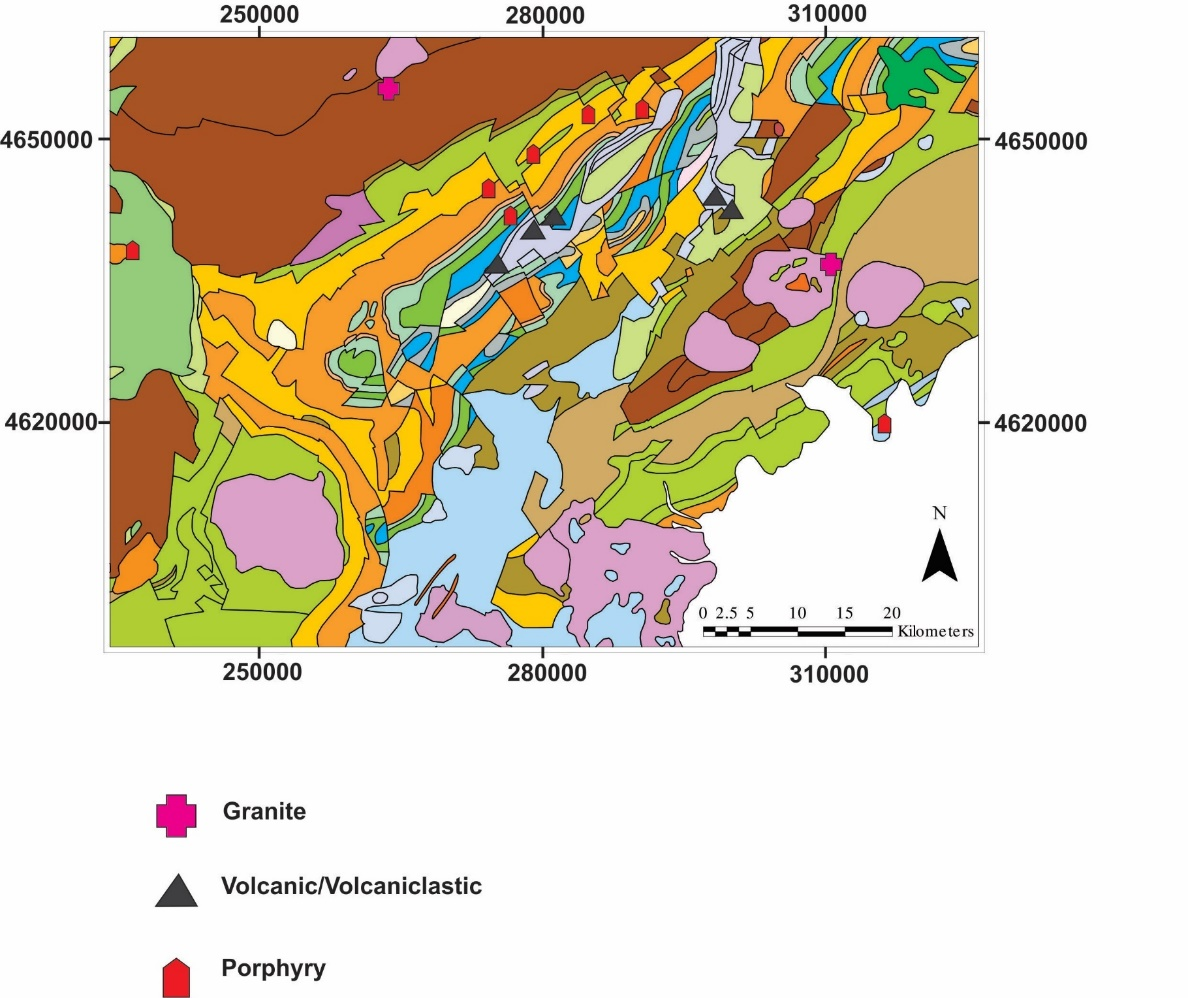 250000 280000 310000
4650000 4650000
4620000 4620000
N
0 2.5 5 10 15 20
Kilometers
250000 280000 310000
Granite
Volcanic/Volcaniclastic
Porphyry